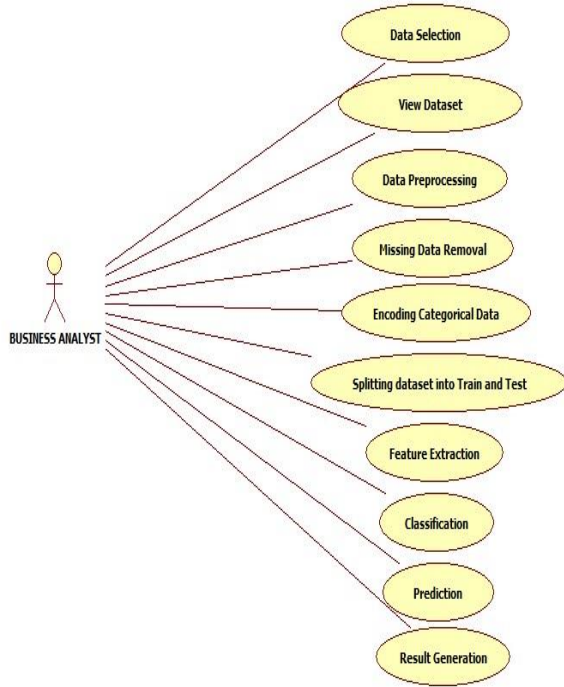 Data Selection
View Dataset
Data Preprocessing
Missing Data Removal
Encoding Categorical Data
BUSINESS ANALYST
Splitting dataset into Train and Test
Feature Extraction
Classification
Prediction
Result Generation